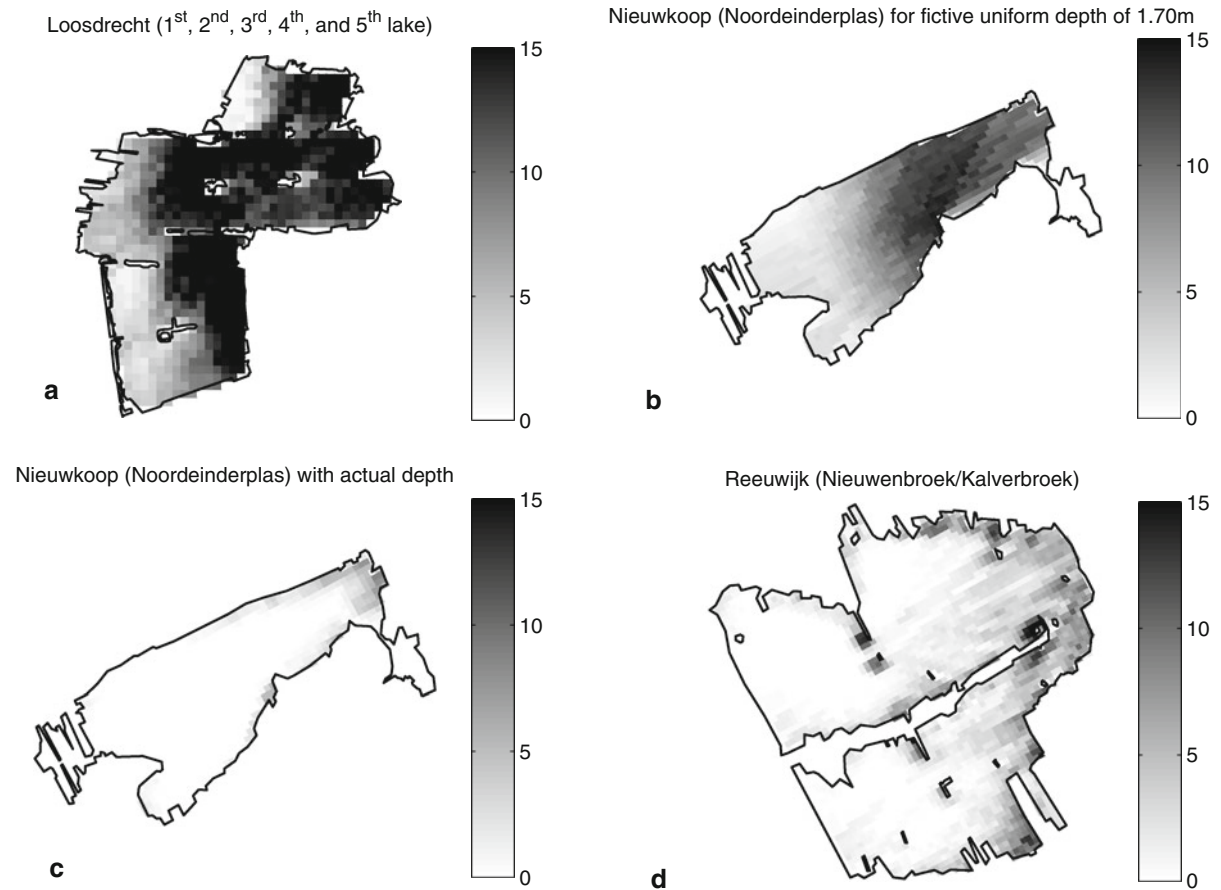 Loosdrecht (1st, 2nd, 3rd, 4th, and 5th lake)
15
10
5
0
a
Nieuwkoop (Noordeinderplas) for fictive uniform depth of 1.70m
15
10
5
0
b
Nieuwkoop (Noordeinderplas) with actual depth
15
10
5
0
c
Reeuwijk (Nieuwenbroek/Kalverbroek)
15
10
5
0
d